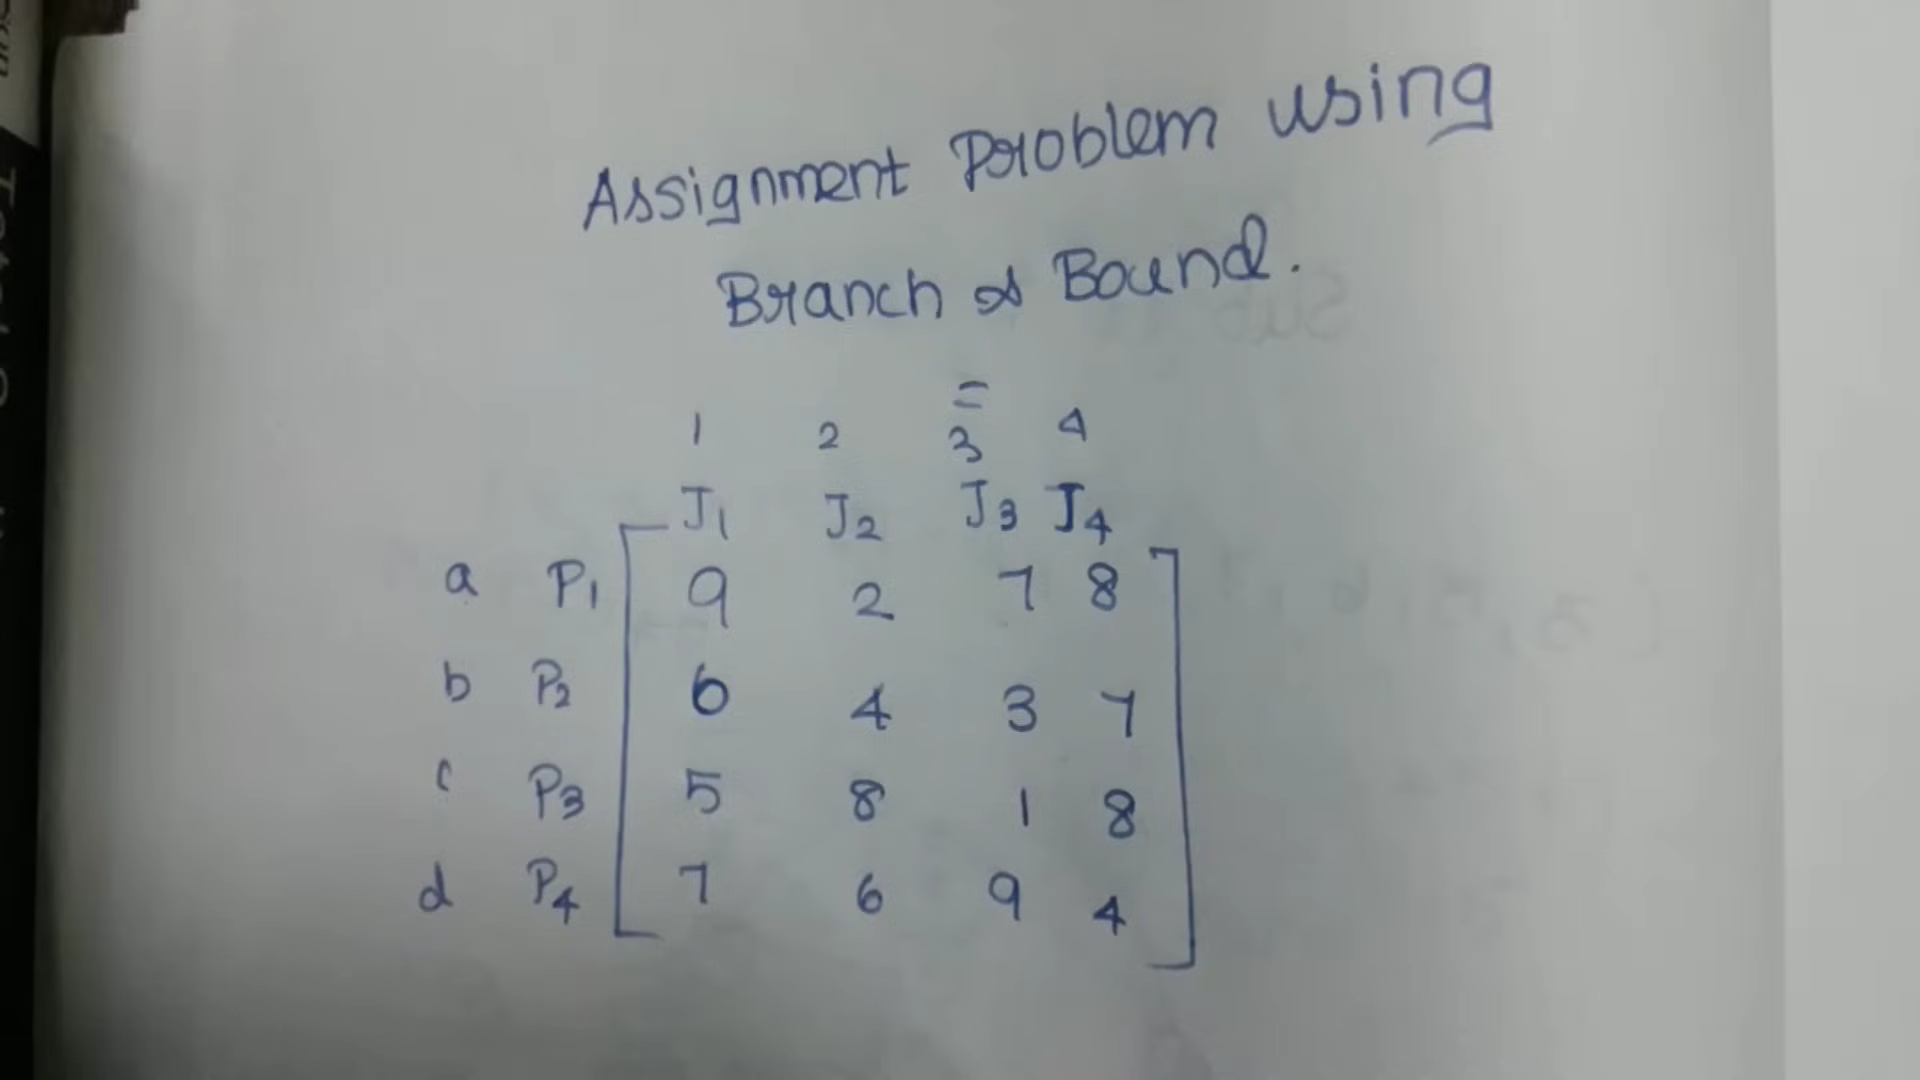 Assignment Problem using
Branch & Bound.
1 2 3 4
J1 J2 J3 J4
a P1 9 2 7 8
b P2 6 4 3 7
c P3 5 8 1 8
d P4 7 6 9 4